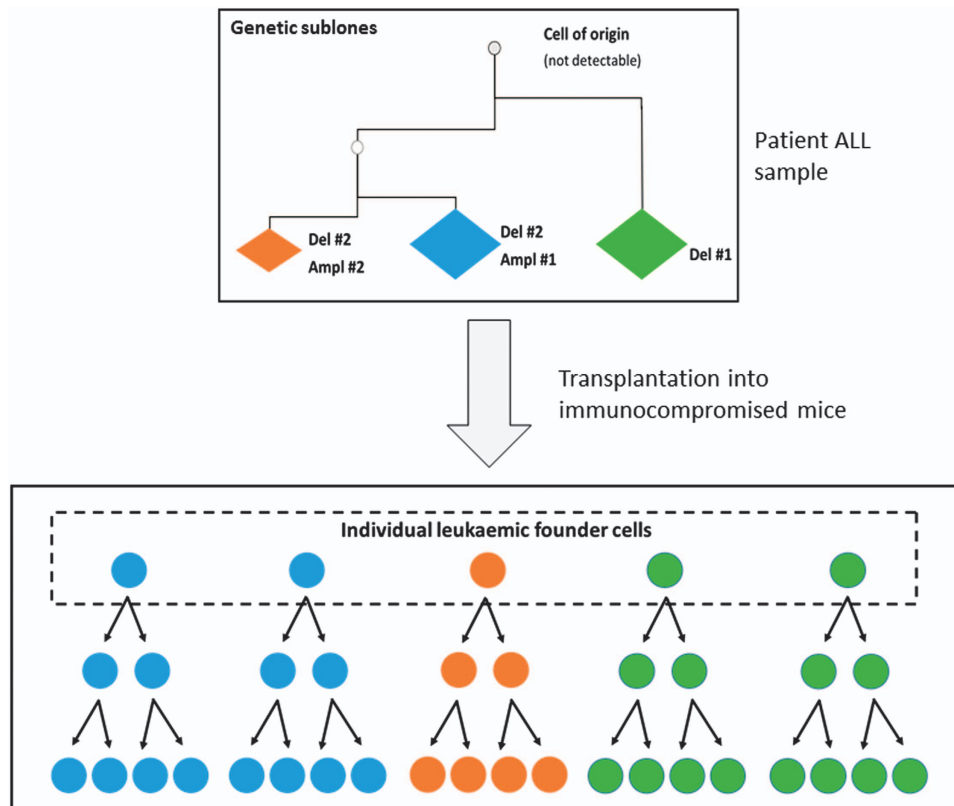 Genetic sublones
Cell of origin
(not detectable)
Patient ALL
sample
Del #2
Ampl #2
Del #2
Ampl #1
Del #1
Transplantation into
immunocompromised mice
Individual leukaemic founder cells